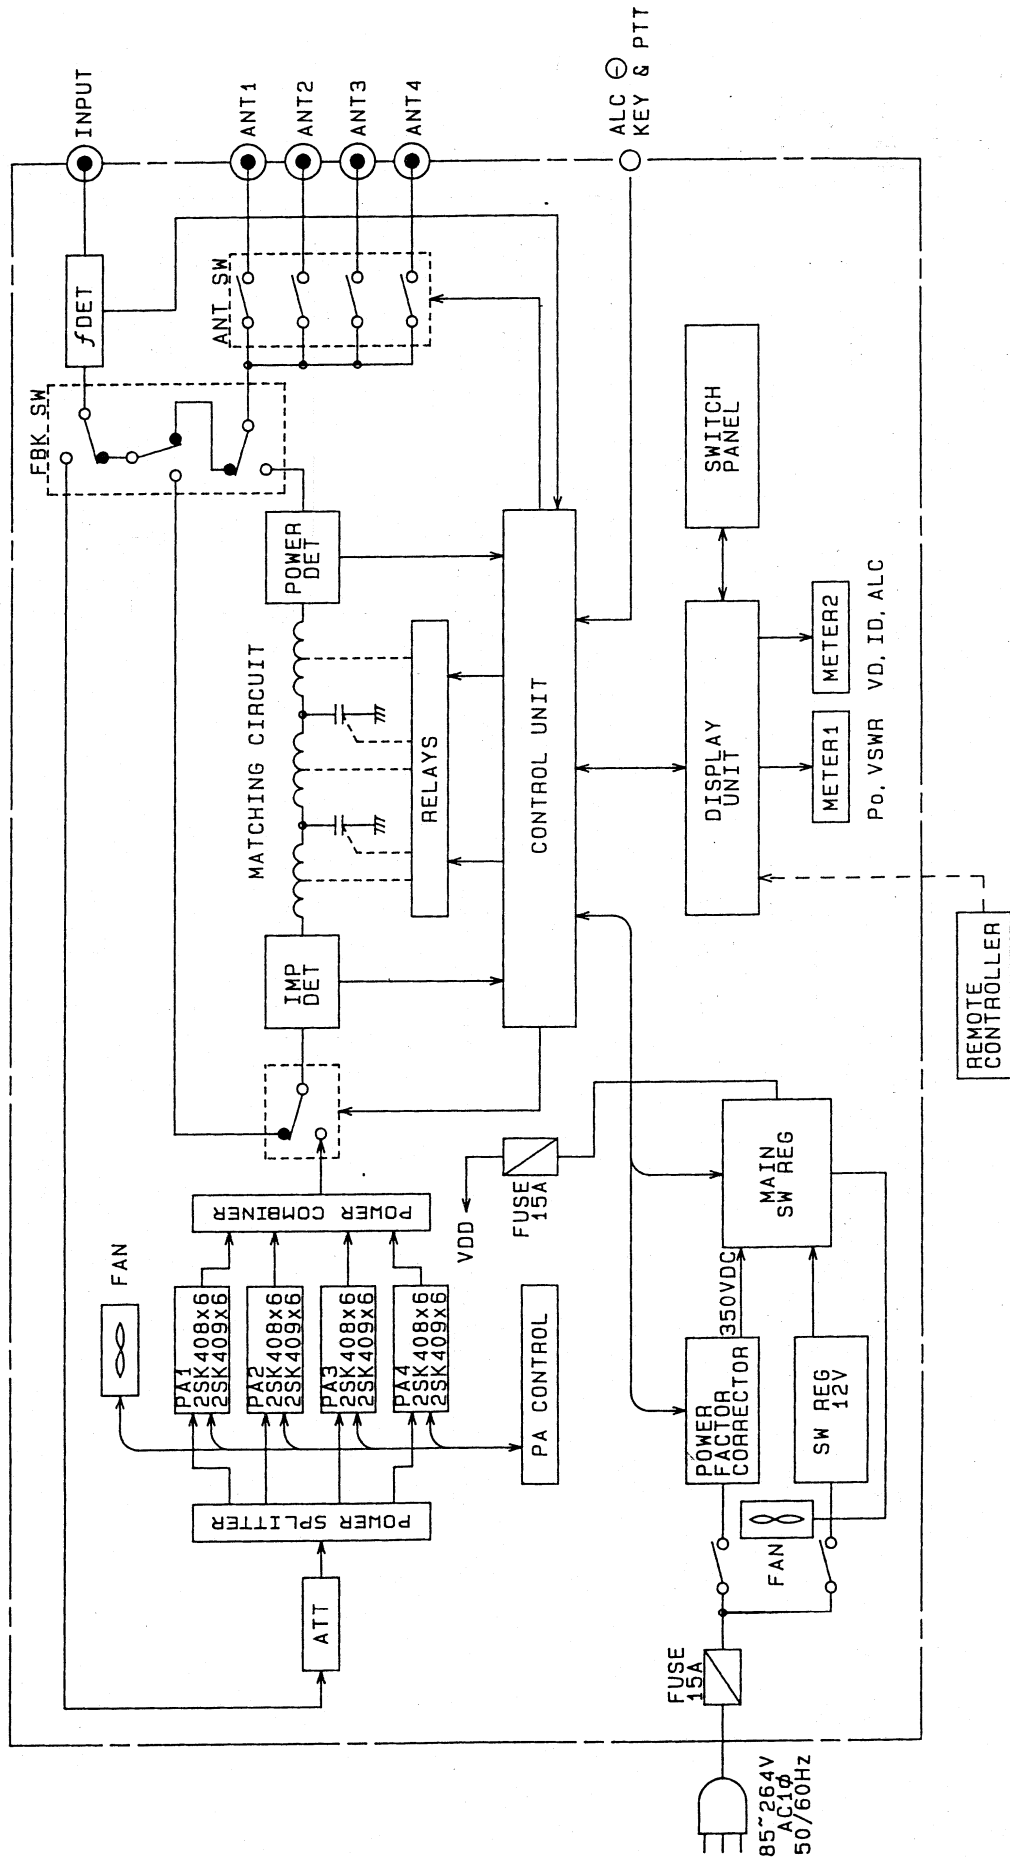 INPUT
ANT1
ANT2
ANT3
ANT4
ALC ⊖
KEY & PTT
fDET
ANT SW
FBK SW
POWER
DET
MATCHING CIRCUIT
IMP
DET
RELAYS
CONTROL UNIT
SWITCH
PANEL
DISPLAY
UNIT
METER1
METER2
Po, VSWR
VD, ID, ALC
REMOTE
CONTROLLER
POWER COMBINER
FAN
PA1
2SK408x6
2SK409x6
PA2
2SK408x6
2SK409x6
PA3
2SK408x6
2SK409x6
PA4
2SK408x6
2SK409x6
POWER SPLITTER
ATT
PA CONTROL
VDD
FUSE
15A
MAIN
SW REG
350VDC
POWER
FACTOR
CORRECTOR
SW REG
12V
FAN
FUSE
15A
85~264V
AC1φ
50/60Hz